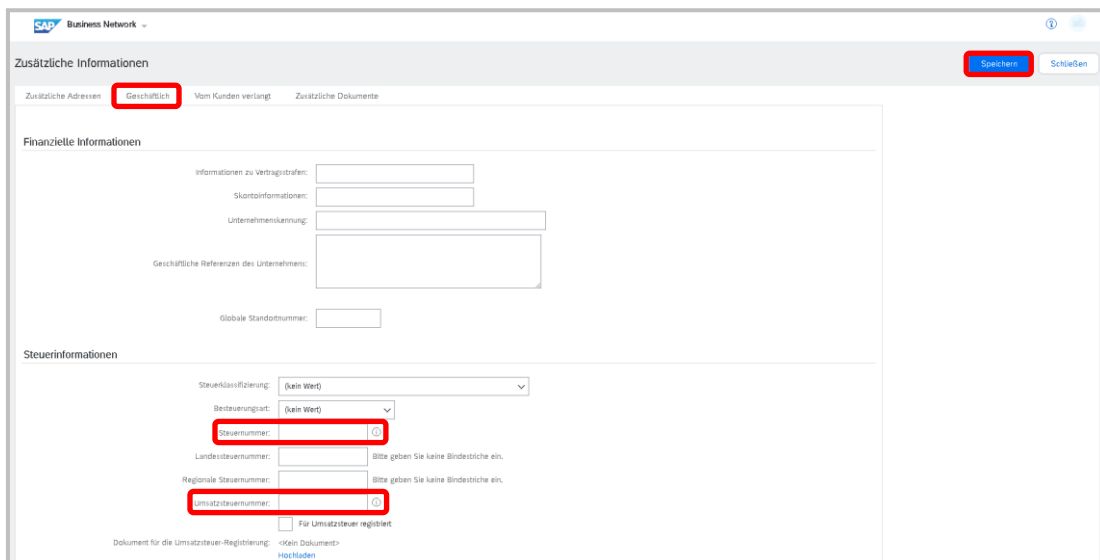 SAP Business Network
Zusätzliche Informationen
Speichern
Schließen
Zusätzliche Adressen Geschäftlich Vom Kunden verlangt Zusätzliche Dokumente
Finanzielle Informationen
Informationen zu Vertragsstrafen:
Skontoinformationen:
Unternehmenskennung:
Geschäftliche Referenzen des Unternehmens:
Globale Standortnummer:
Steuerinformationen
Steuerklassifizierung: (kein Wert)
Besteuerungsart: (kein Wert)
Steuernummer:
Landessteuernummer: Bitte geben Sie keine Bindestriche ein.
Regionale Steuernummer: Bitte geben Sie keine Bindestriche ein.
Umsatzsteuernummer:
Für Umsatzsteuer registriert
Dokument für die Umsatzsteuer-Registrierung: <Kein Dokument>
Hochladen